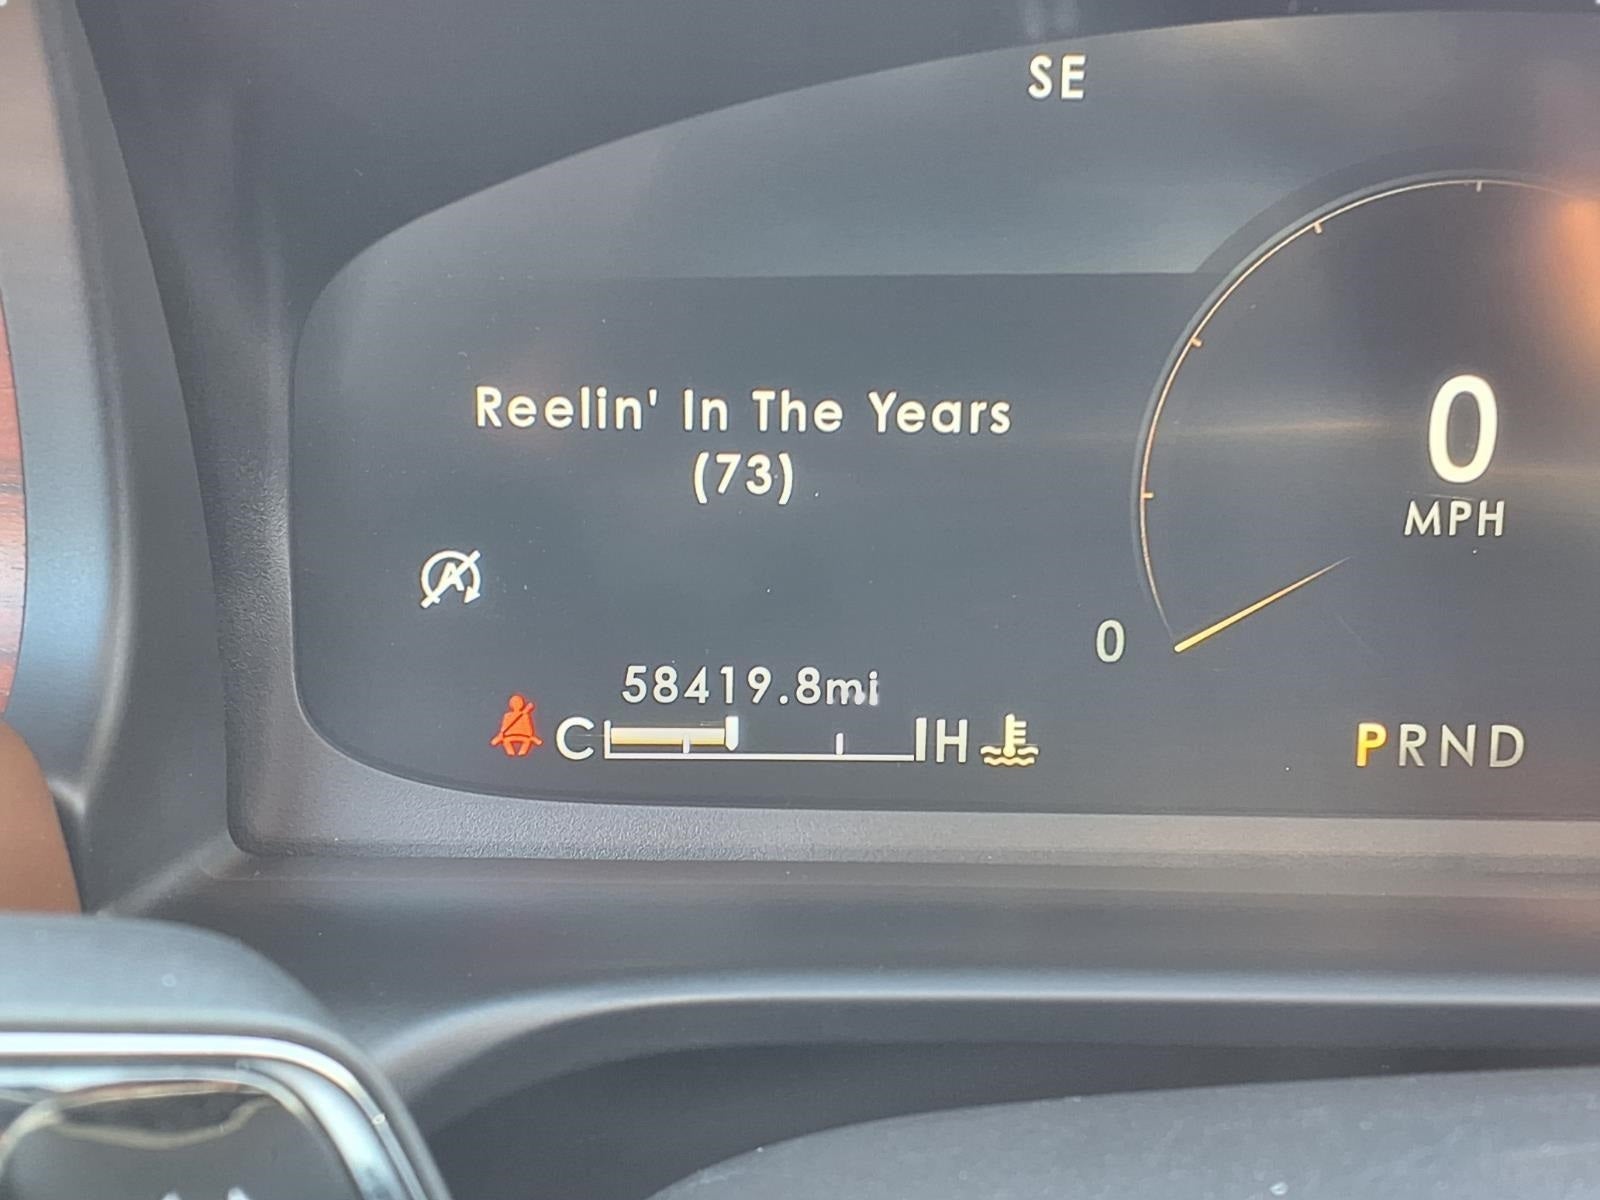 SE
Reelin' In The Years
(73)
0
MPH
A
0
58419.8mi
C H
PRND